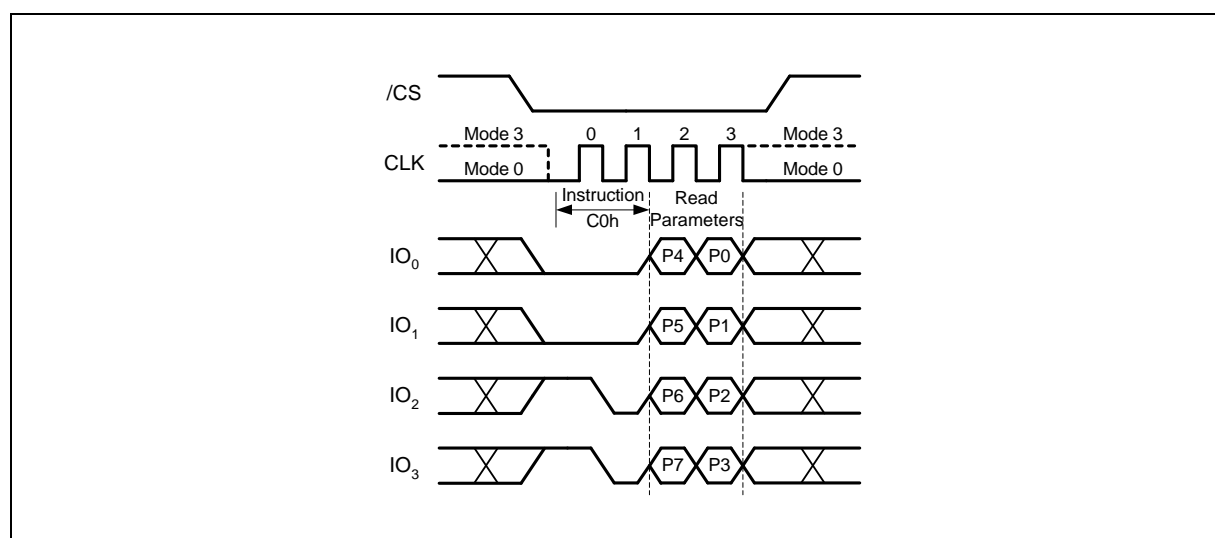 /CS
Mode 3 0 1 2 3 Mode 3
CLK Mode 0 Mode 0
Instruction Read
C0h Parameters
IO0 P4 P0
IO1 P5 P1
IO2 P6 P2
IO3 P7 P3